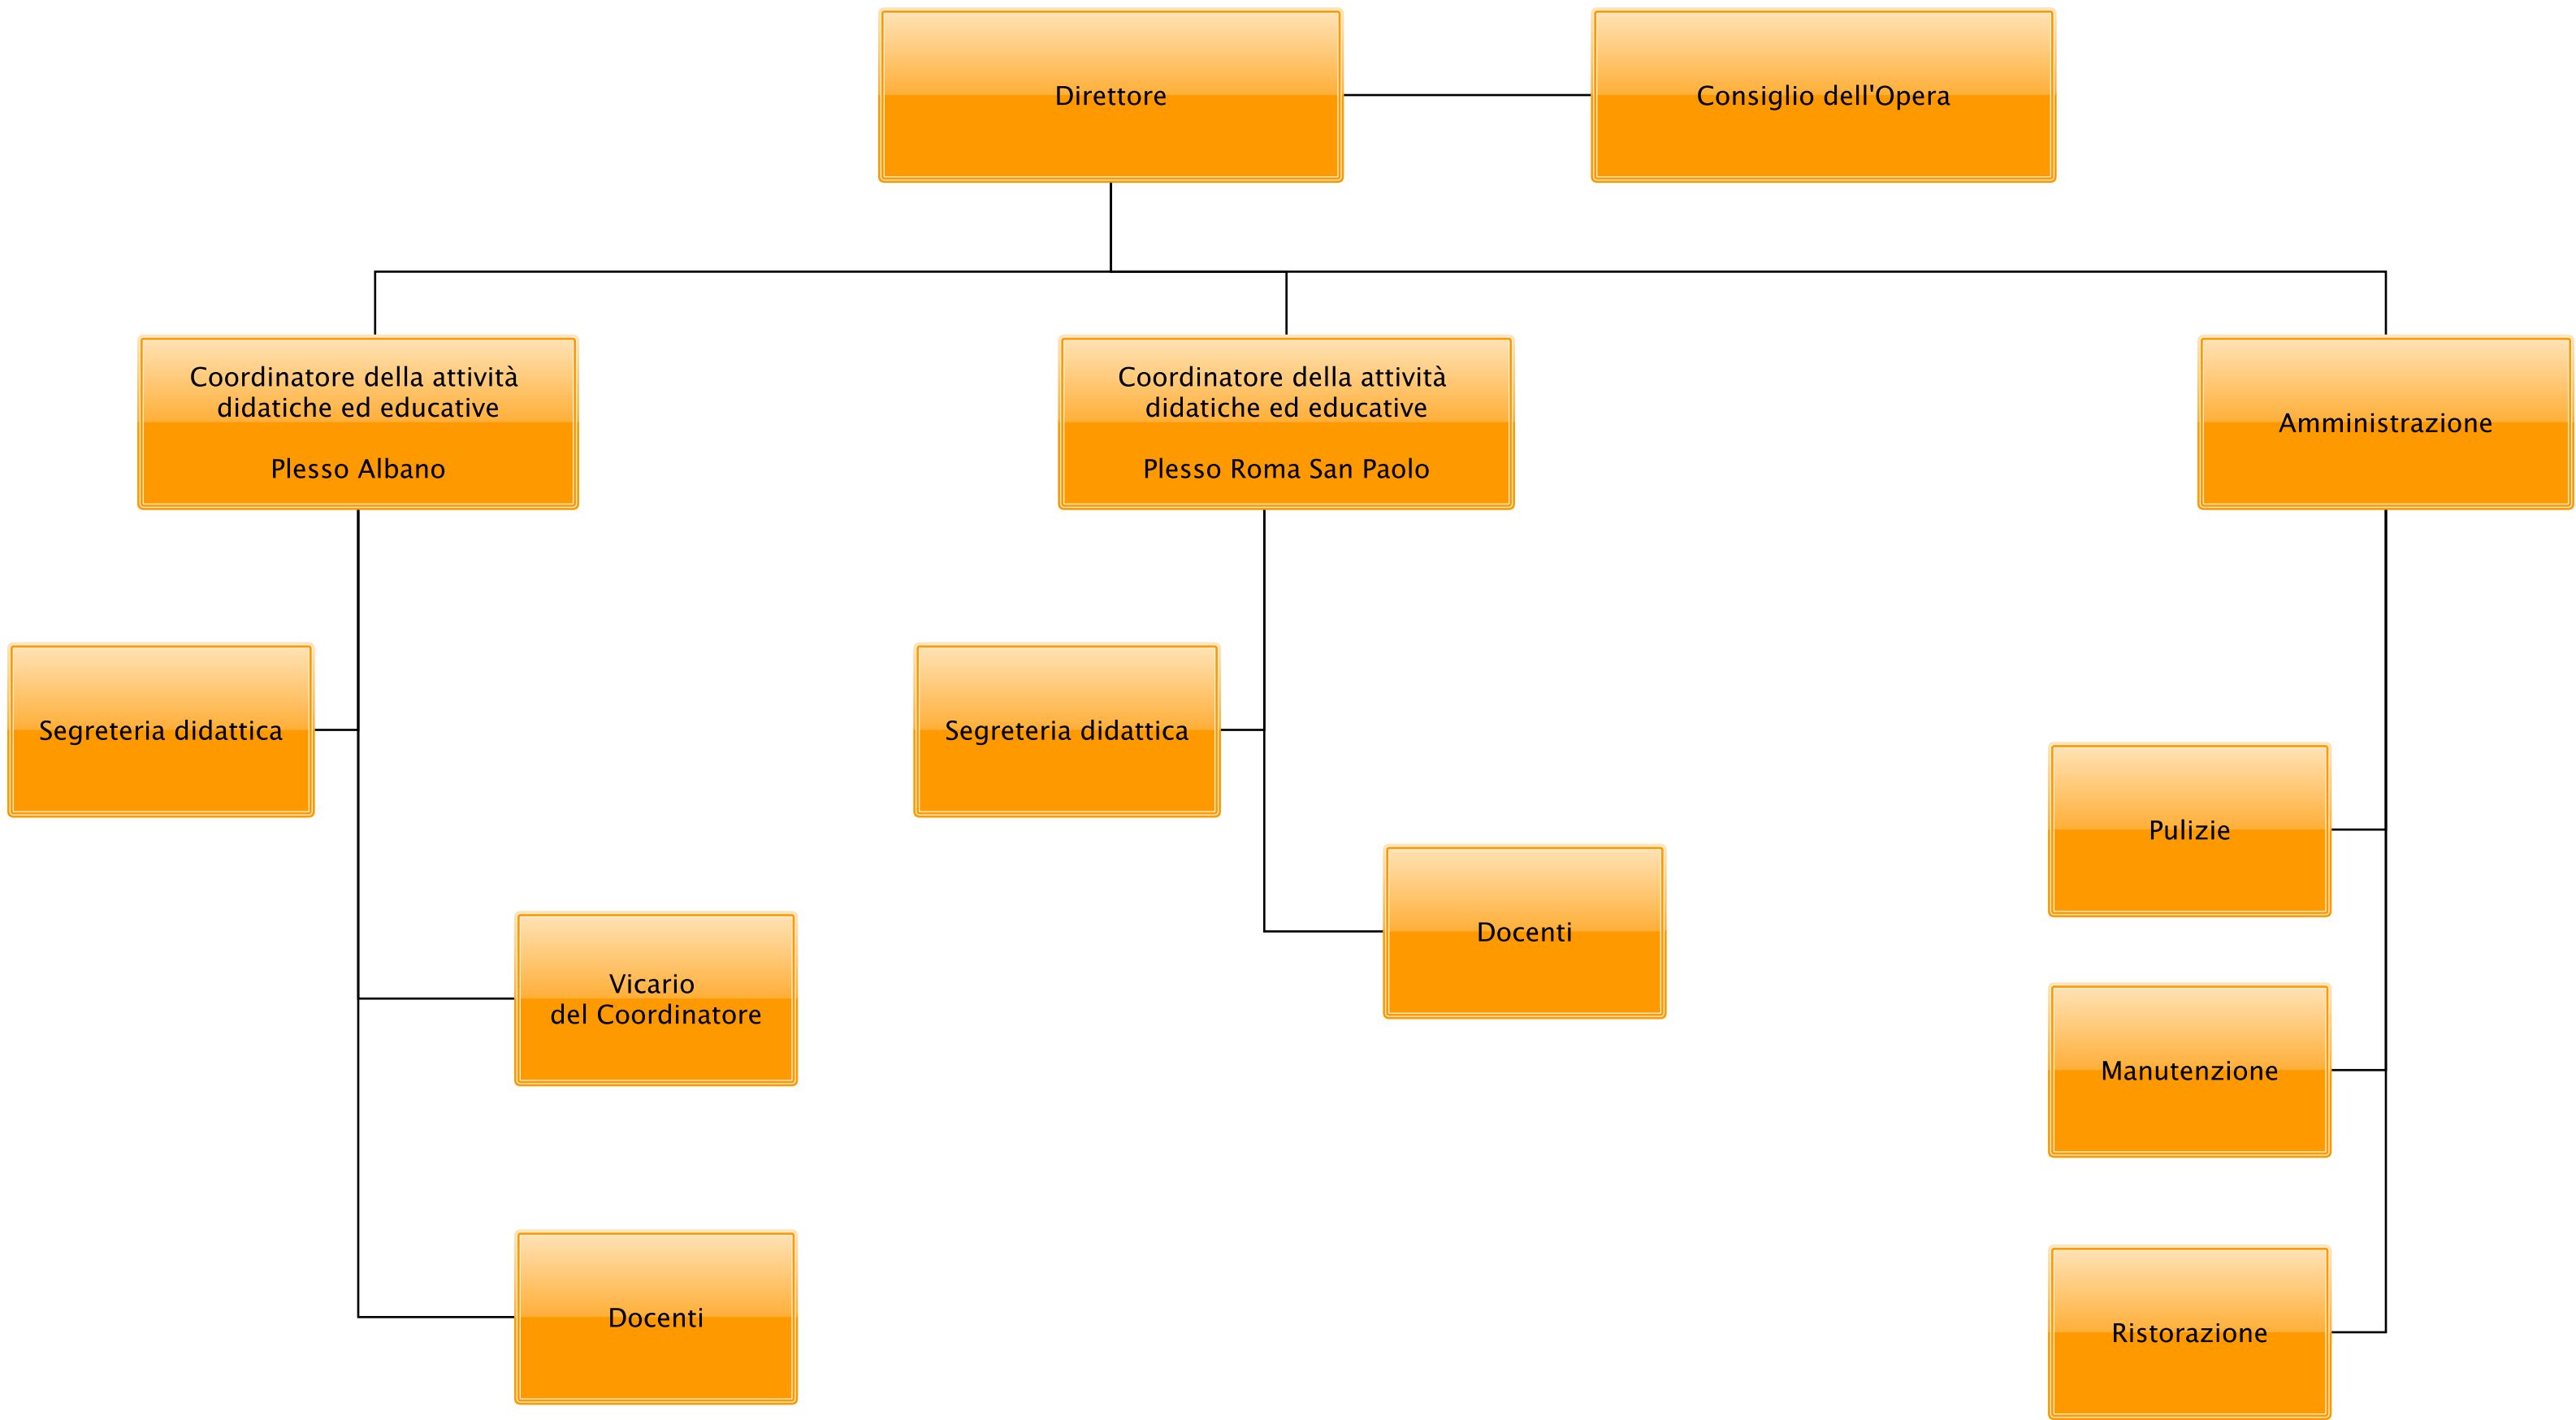 Direttore
Consiglio dell'Opera
Coordinatore della attività
didatiche ed educative
Plesso Albano
Coordinatore della attività
didatiche ed educative
Plesso Roma San Paolo
Amministrazione
Segreteria didattica
Segreteria didattica
Pulizie
Docenti
Vicario
del Coordinatore
Manutenzione
Docenti
Ristorazione